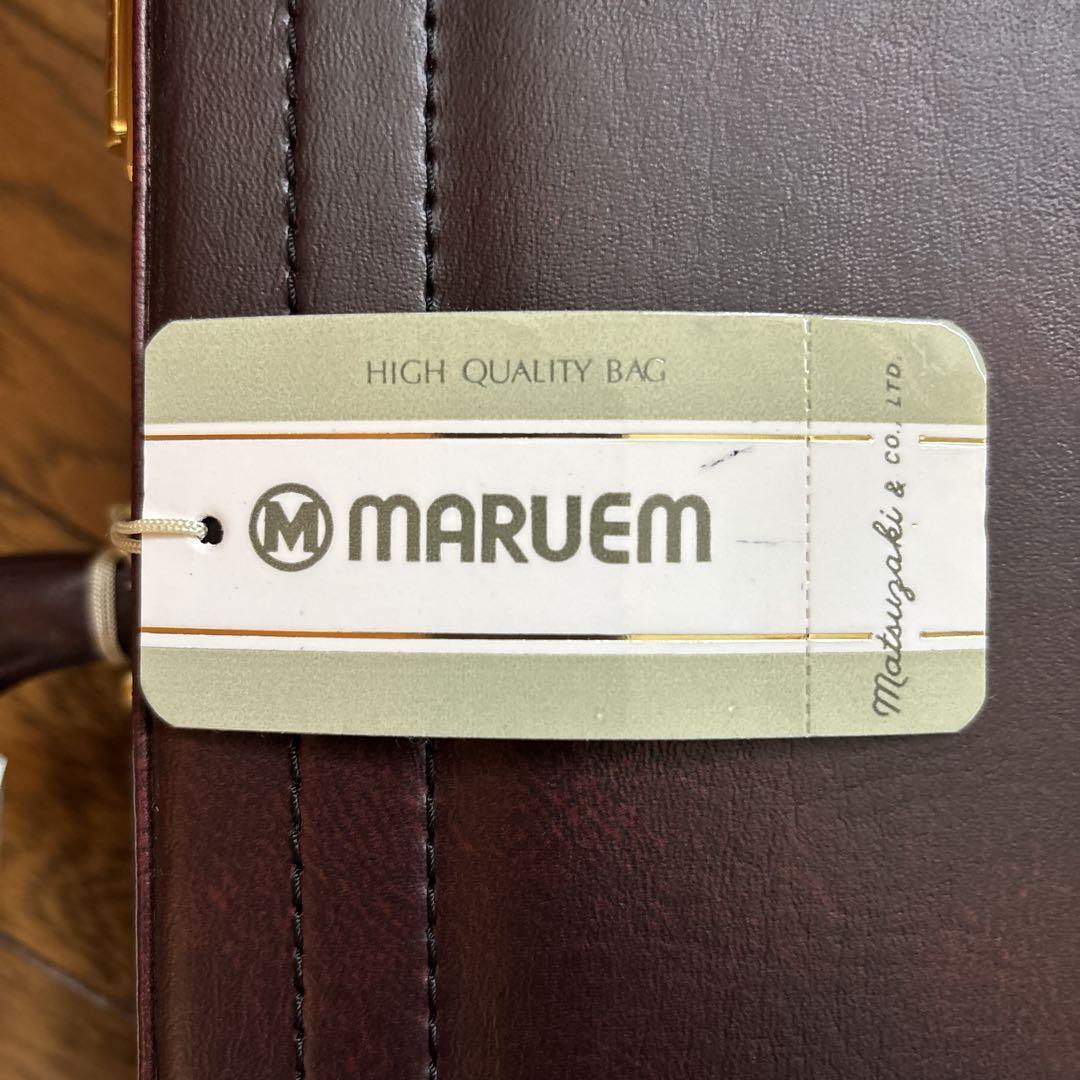 HIGH QUALITY BAG
M MARUEM
Matsuzaki & CO., LTD.